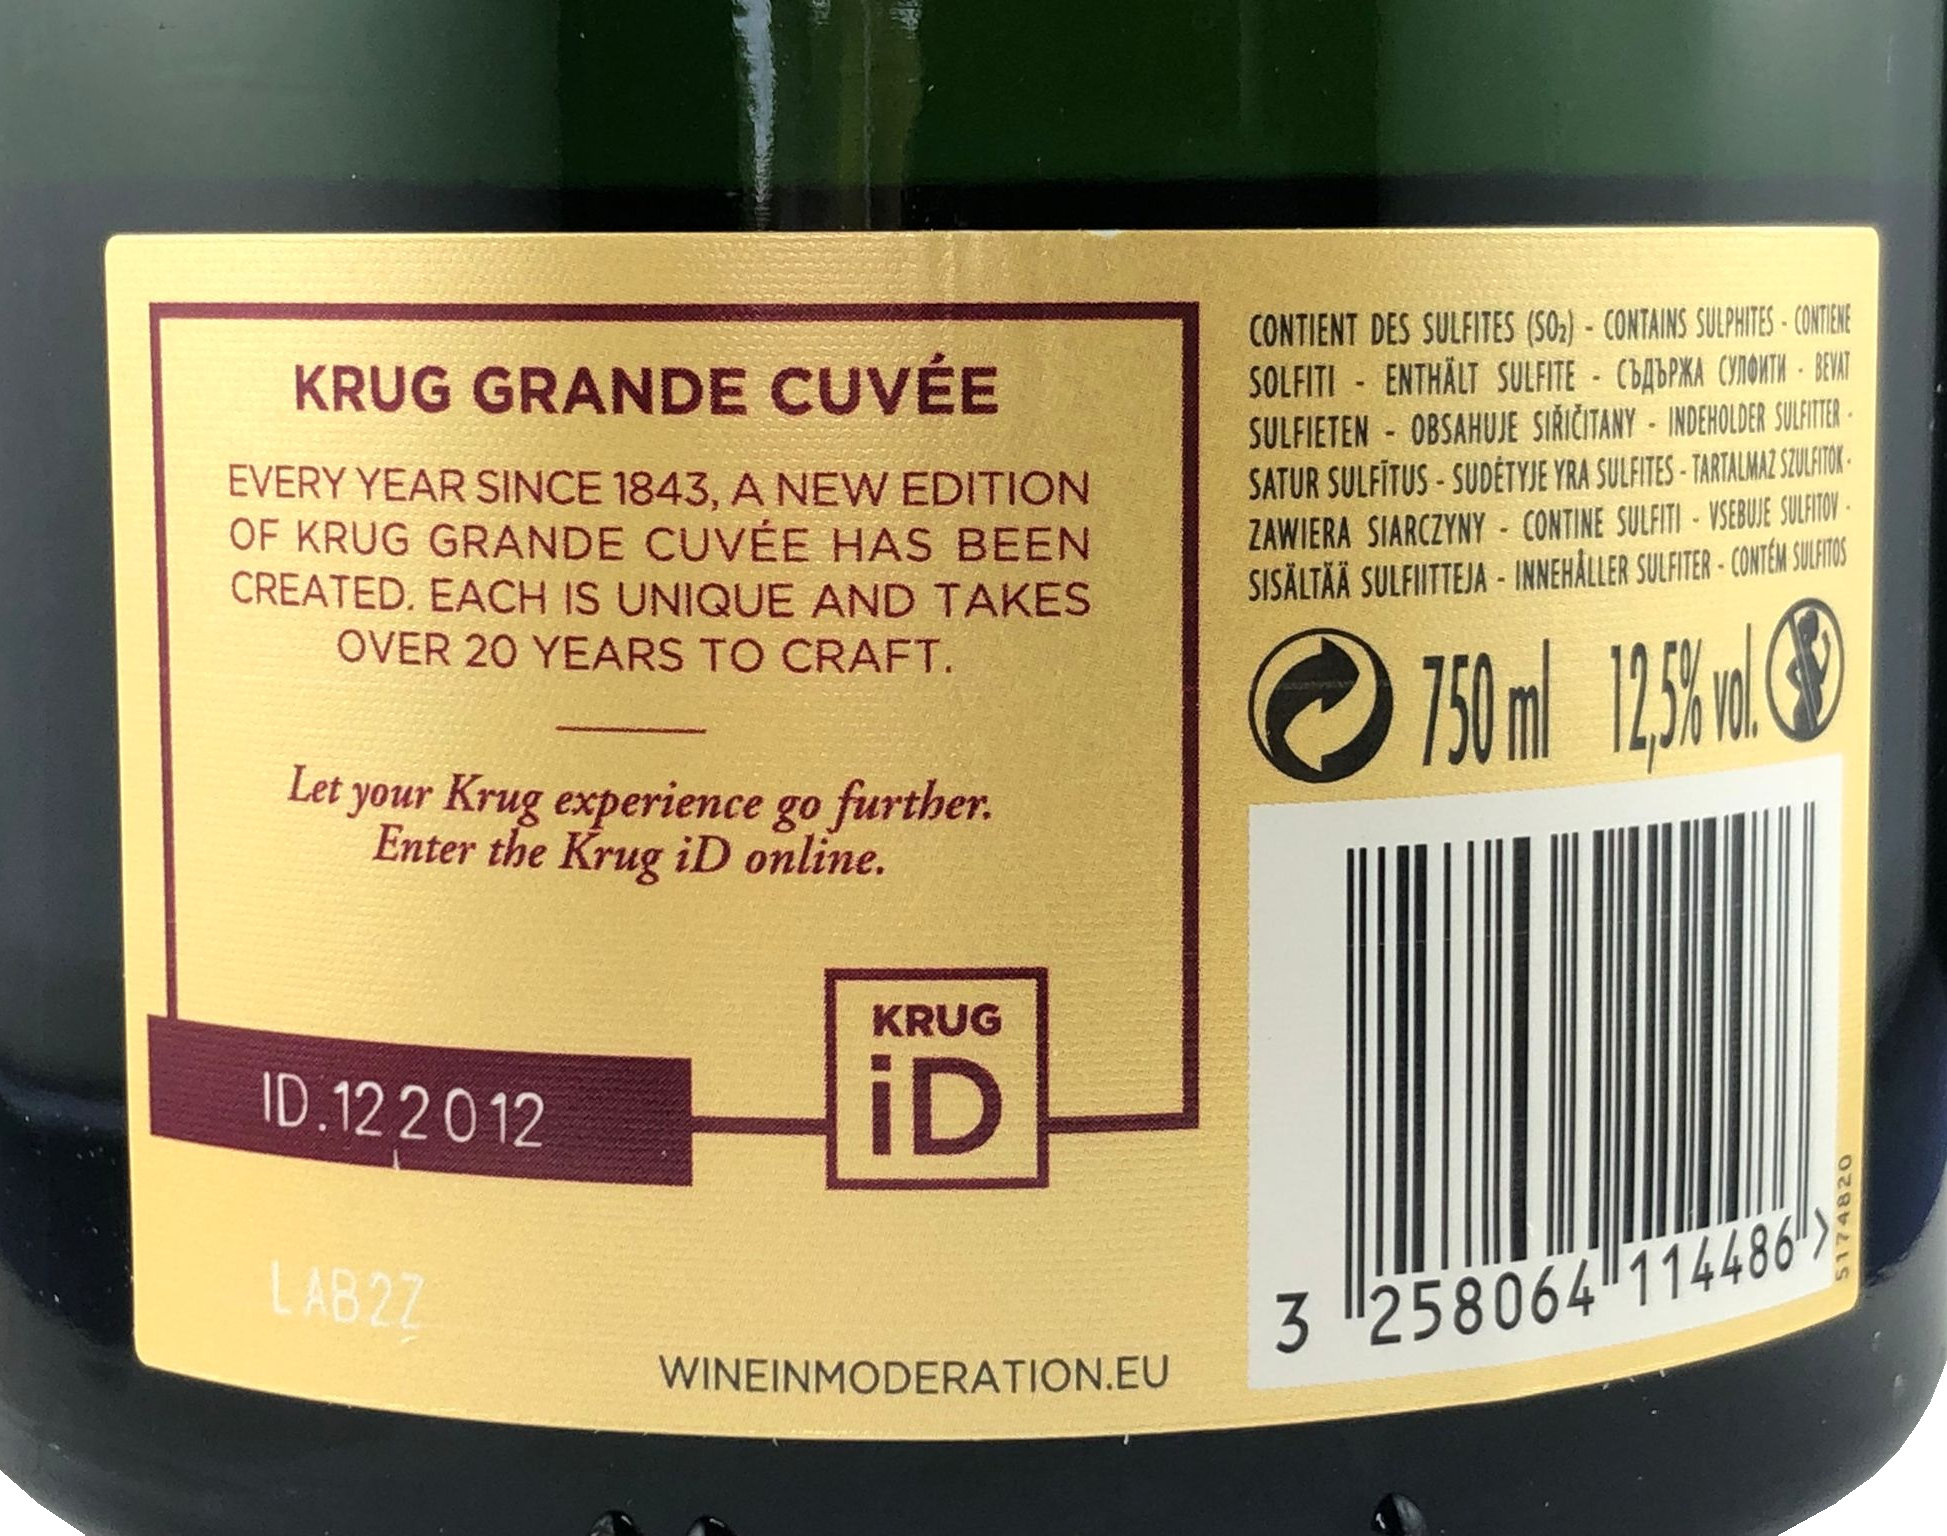 KRUG GRANDE CUVÉE
EVERY YEAR SINCE 1843, A NEW EDITION
OF KRUG GRANDE CUVÉE HAS BEEN
CREATED. EACH IS UNIQUE AND TAKES
OVER 20 YEARS TO CRAFT.
Let your Krug experience go further.
Enter the Krug iD online.
KRUG
iD
ID.122012
LAB2Z
WINEINMODERATION.EU
CONTIENT DES SULFITES (SO₂) - CONTAINS SULPHITES - CONTIENE
SOLFITI - ENTHÄLT SULFITE - СЪДЪРЖА СУЛФИТИ - BEVAT
SULFIETEN - OBSAHUJE SIŘIČITANY - INDEHOLDER SULFITTER -
SATUR SULFĪTUS - SUDÉTYJE YRA SULFITES - TARTALMAZ SZULFITOK -
ZAWIERA SIARCZYNY - CONTINE SULFITI - VSEBUJE SULFITOV -
SISÄLTÄÄ SULFIITTEJA - INNEHÅLLER SULFITER - CONTÉM SULFITOS
750 ml 12,5% vol.
3 258064 114486 >
5174820